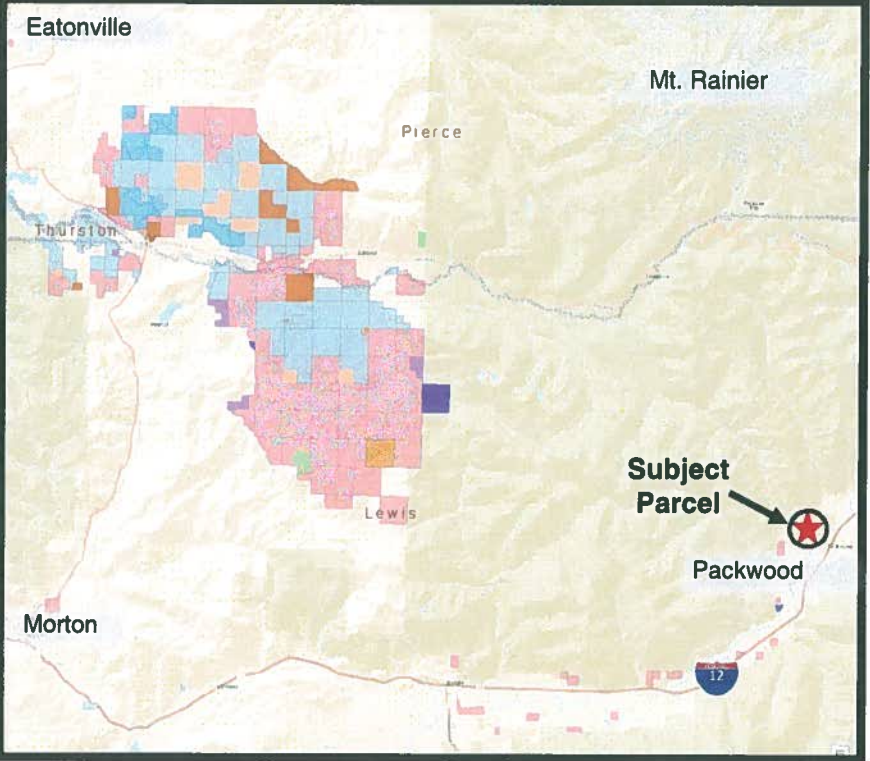 Eatonville
Mt. Rainier
Pierce
Thurston
Subject
Parcel
Lewis
Packwood
Morton
12